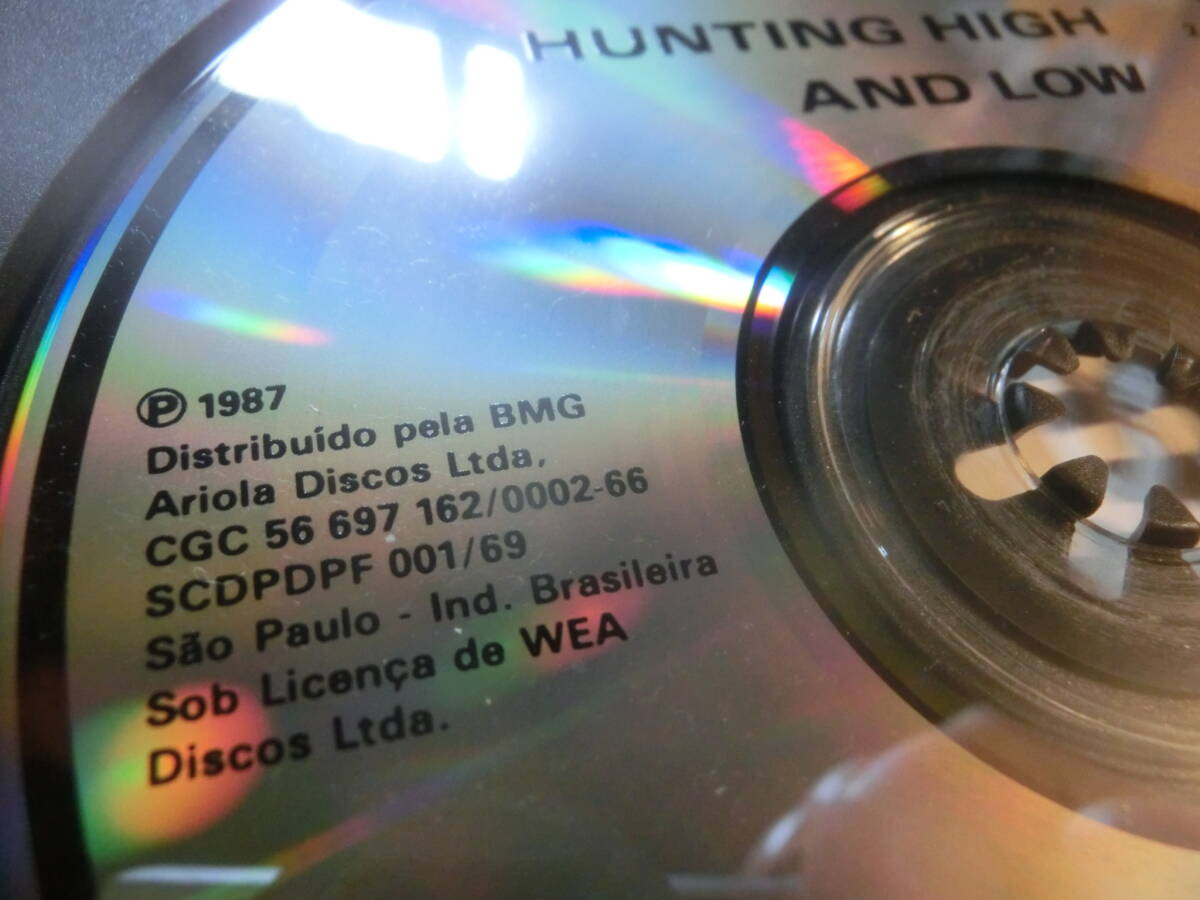 HUNTING HIGH
AND LOW
℗ 1987
Distribuído pela BMG
Ariola Discos Ltda.
CGC 56 697 162/0002-66
SCDPDPF 001/69
São Paulo - Ind. Brasileira
Sob Licença de WEA
Discos Ltda.